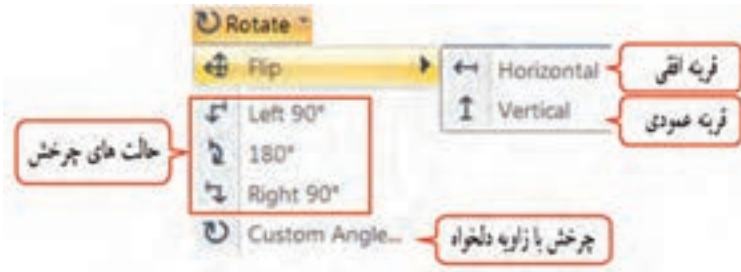 Rotate
Flip
Horizontal
قرینه افقی
Vertical
قرینه عمودی
Left 90°
180°
Right 90°
حالت های چرخش
Custom Angle...
چرخش با زاویه دلخواه